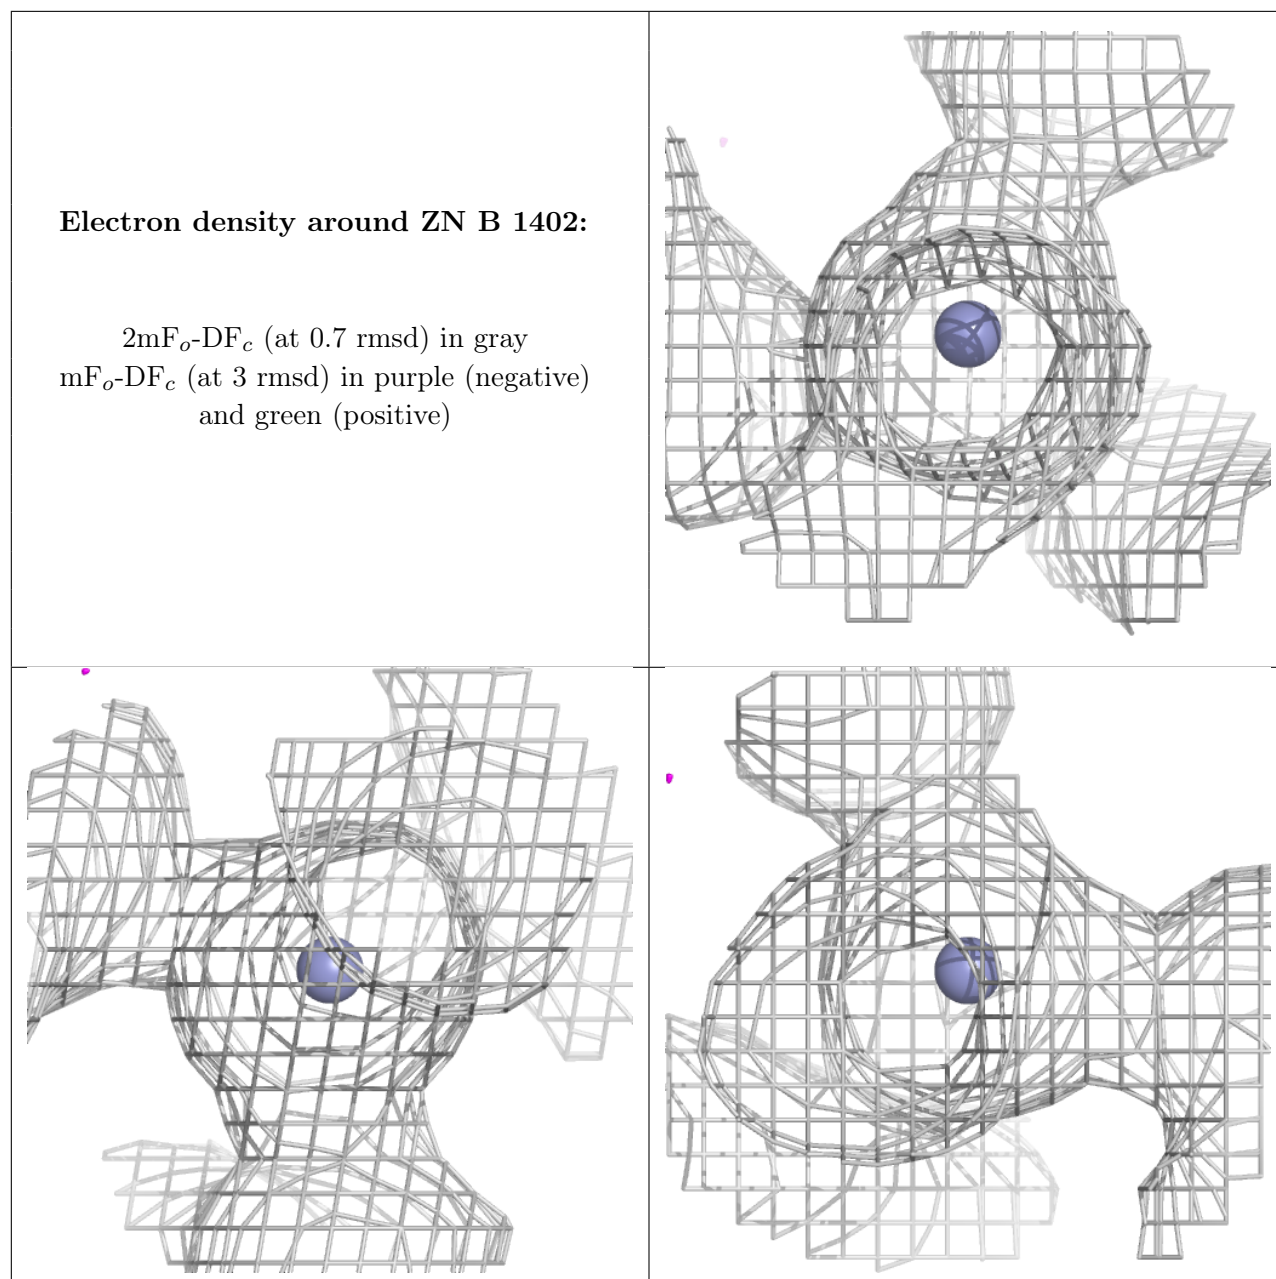 Electron density around ZN B 1402:
2mFo-DFc (at 0.7 rmsd) in gray
mFo-DFc (at 3 rmsd) in purple (negative)
and green (positive)